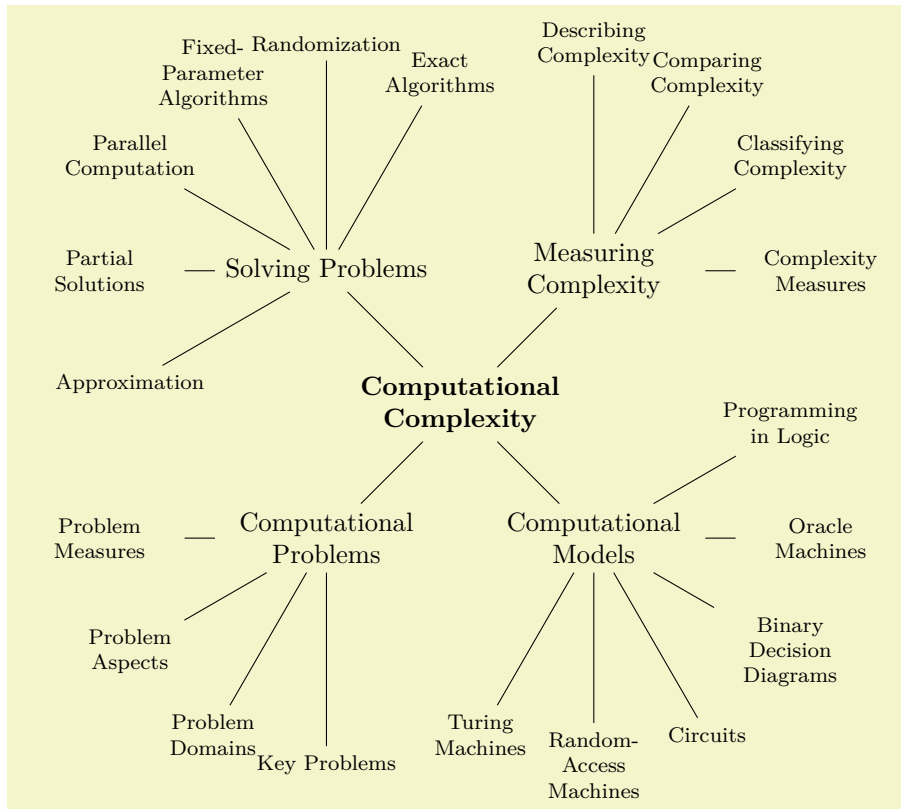 Computational
Complexity
Solving Problems
Fixed-
Parameter
Algorithms
Randomization
Exact
Algorithms
Parallel
Computation
Partial
Solutions
Approximation
Measuring
Complexity
Describing
Complexity
Comparing
Complexity
Classifying
Complexity
Complexity
Measures
Computational
Problems
Problem
Measures
Problem
Aspects
Problem
Domains
Key Problems
Computational
Models
Turing
Machines
Random-
Access
Machines
Circuits
Binary
Decision
Diagrams
Oracle
Machines
Programming
in Logic